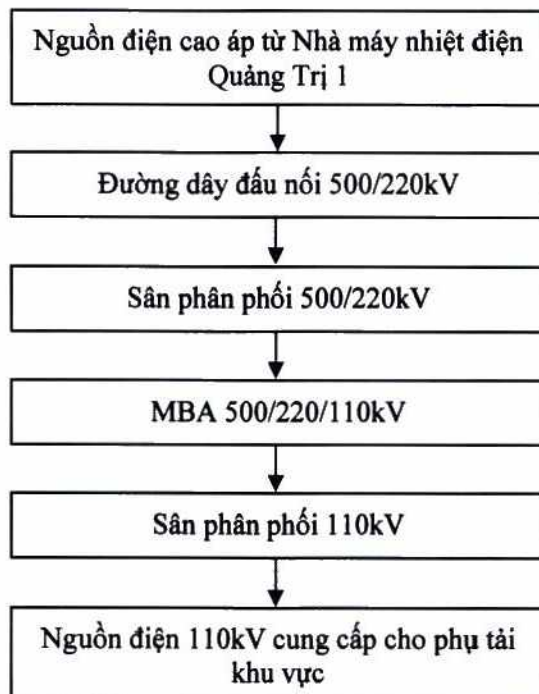 Nguồn điện cao áp từ Nhà máy nhiệt điện
Quảng Trị 1
Đường dây đấu nối 500/220kV
Sân phân phối 500/220kV
MBA 500/220/110kV
Sân phân phối 110kV
Nguồn điện 110kV cung cấp cho phụ tải
khu vực